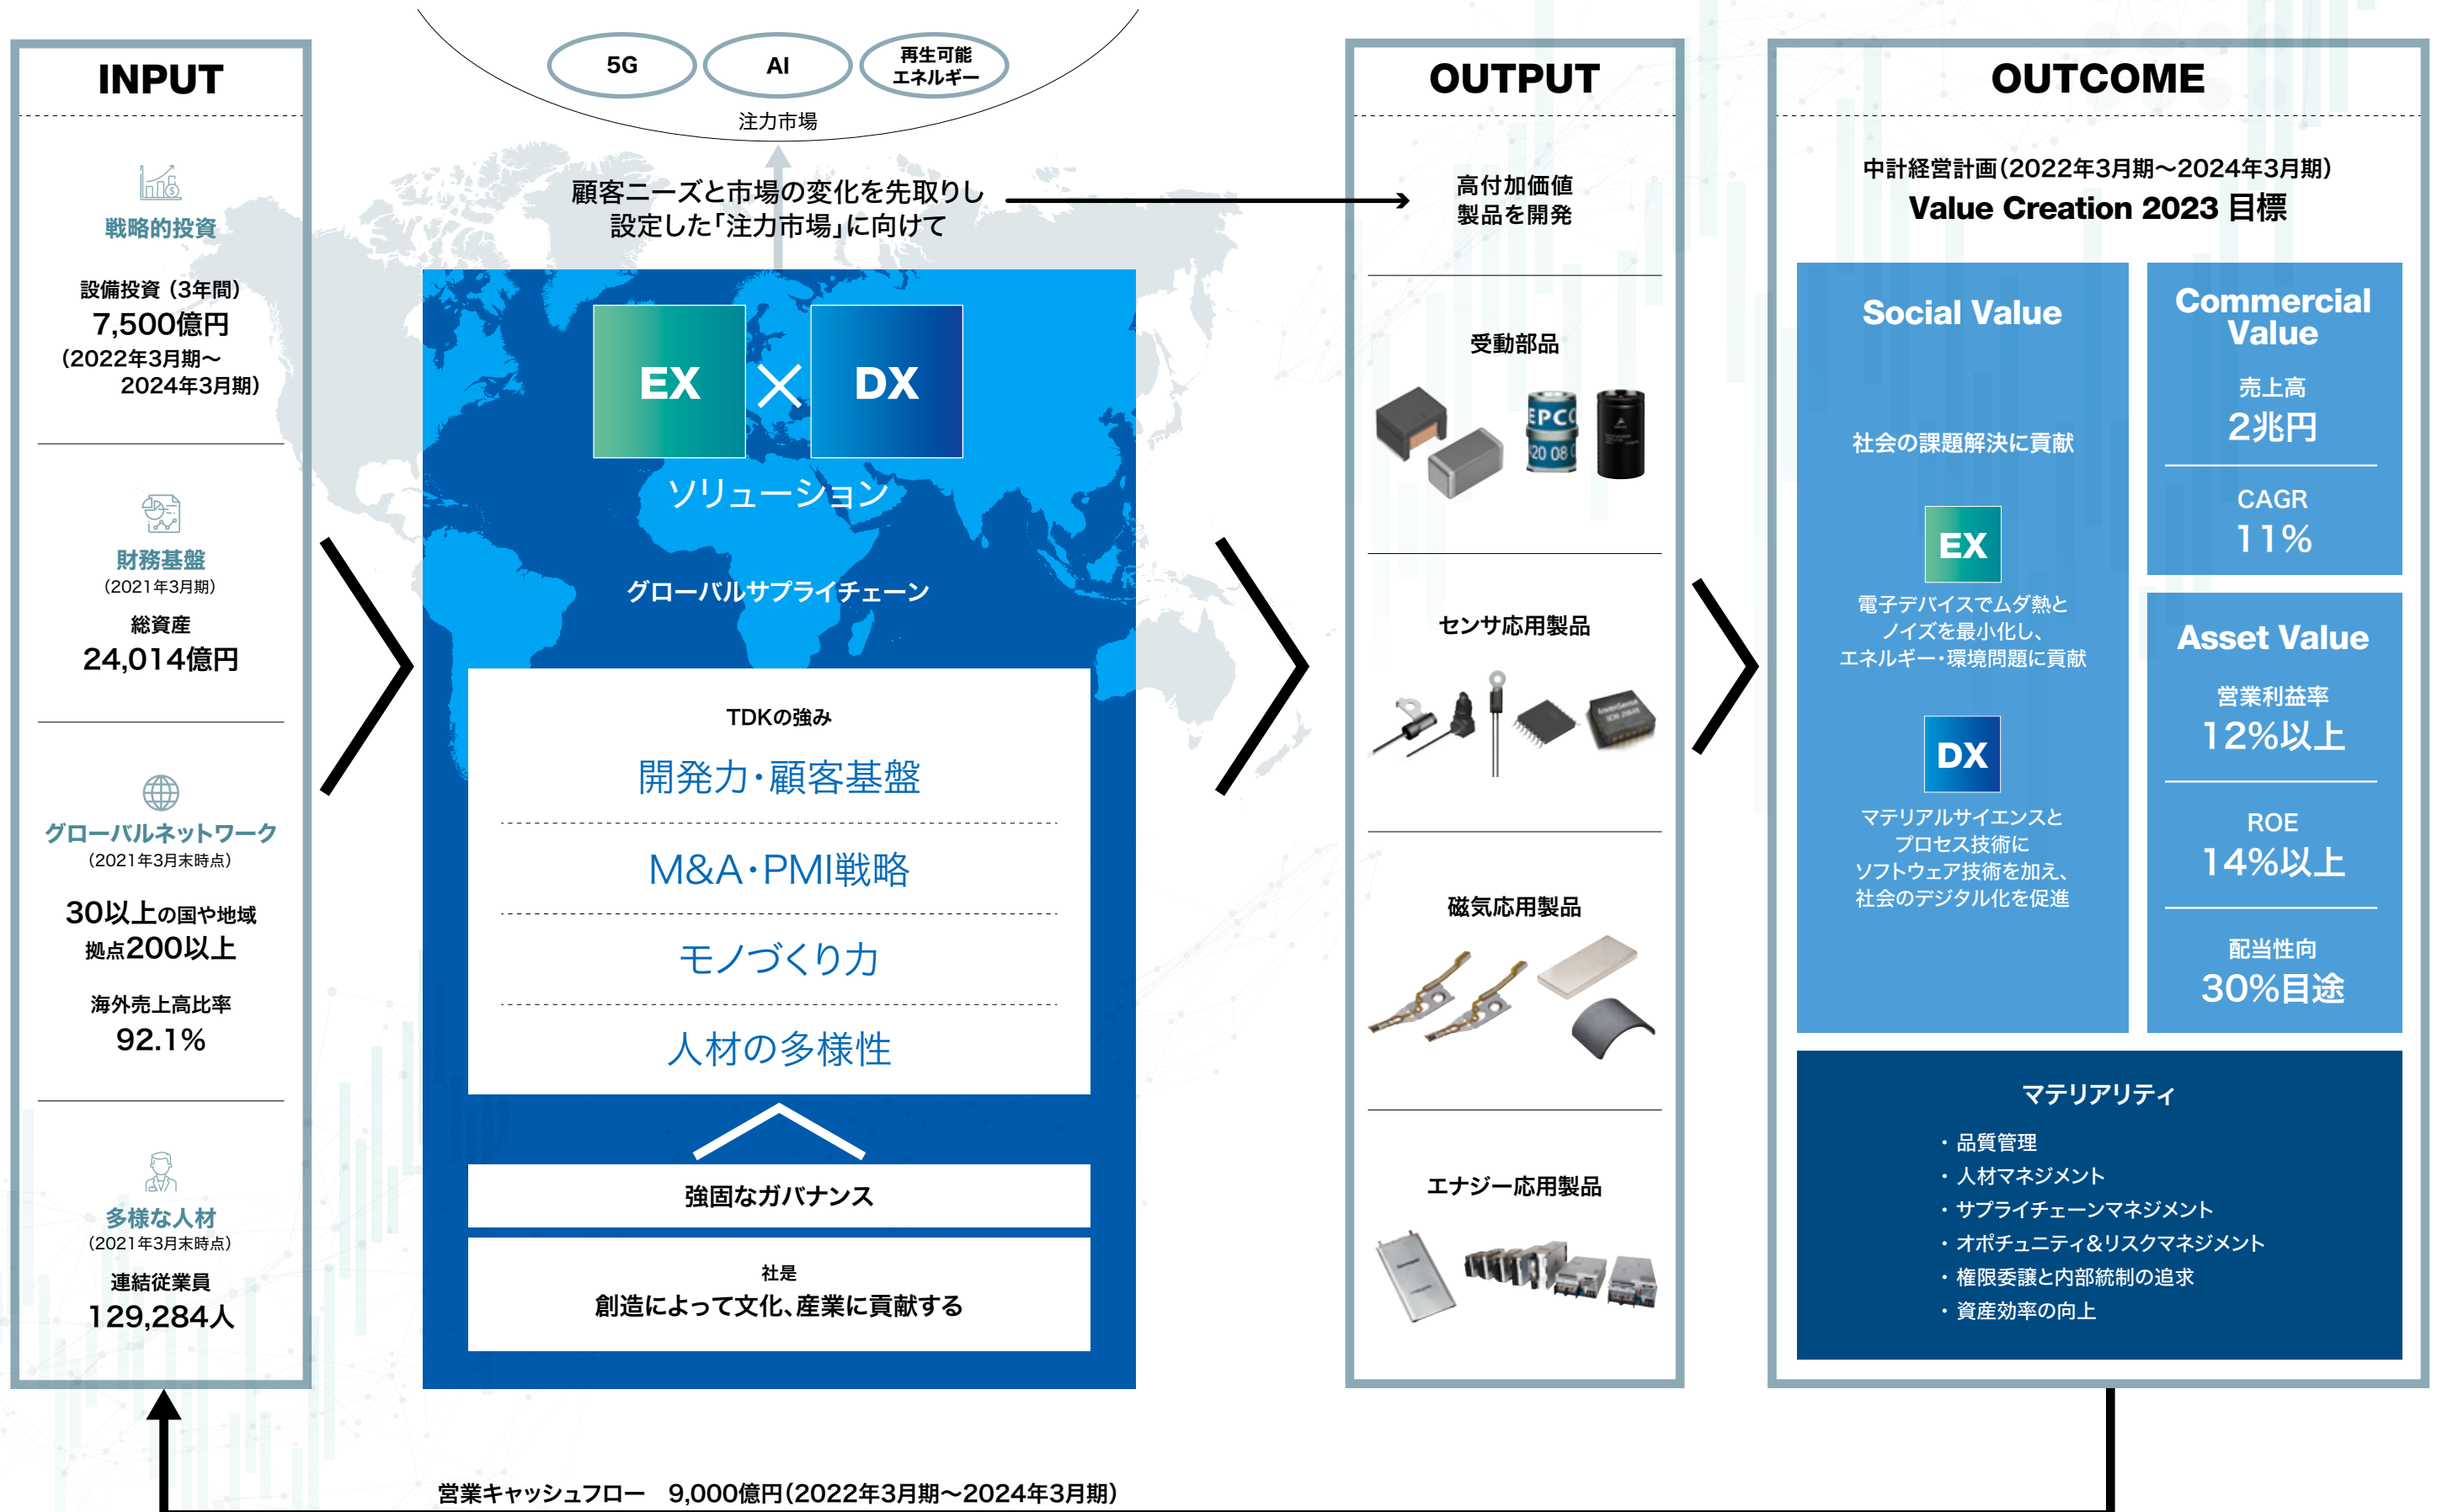 INPUT
戦略的投資
設備投資（3年間）
7,500億円
（2022年3月期〜
2024年3月期）
財務基盤
（2021年3月期）
総資産
24,014億円
グローバルネットワーク
（2021年3月末時点）
30以上の国や地域
拠点200以上
海外売上高比率
92.1%
多様な人材
（2021年3月末時点）
連結従業員
129,284人
5G
AI
再生可能
エネルギー
注力市場
顧客ニーズと市場の変化を先取りし
設定した「注力市場」に向けて
EX × DX
ソリューション
グローバルサプライチェーン
TDKの強み
開発力・顧客基盤
M&A・PMI戦略
モノづくり力
人材の多様性
強固なガバナンス
社是
創造によって文化、産業に貢献する
OUTPUT
高付加価値
製品を開発
受動部品
センサ応用製品
InvenSense
磁気応用製品
エナジー応用製品
OUTCOME
中計経営計画（2022年3月期〜2024年3月期）
Value Creation 2023 目標
Social Value
社会の課題解決に貢献
EX
電子デバイスでムダ熱と
ノイズを最小化し、
エネルギー・環境問題に貢献
DX
マテリアルサイエンスと
プロセス技術に
ソフトウェア技術を加え、
社会のデジタル化を促進
Commercial
Value
売上高
2兆円
CAGR
11%
Asset Value
営業利益率
12%以上
ROE
14%以上
配当性向
30%目途
マテリアリティ
・品質管理
・人材マネジメント
・サプライチェーンマネジメント
・オポチュニティ&リスクマネジメント
・権限委譲と内部統制の追求
・資産効率の向上
営業キャッシュフロー　9,000億円（2022年3月期〜2024年3月期）